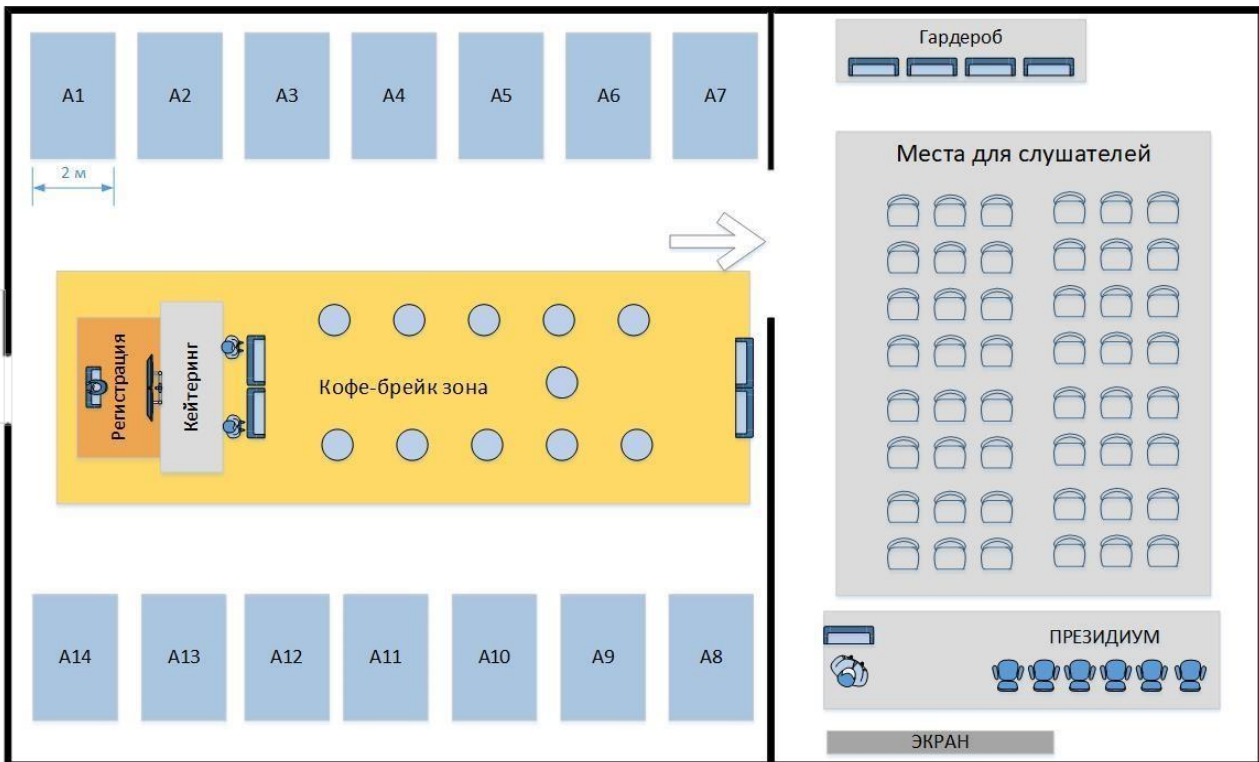 А1
А2
А3
А4
А5
А6
А7
2 м
Регистрация
Кейтеринг
Кофе-брейк зона
А14
А13
А12
А11
А10
А9
А8
Гардероб
Места для слушателей
ПРЕЗИДИУМ
ЭКРАН